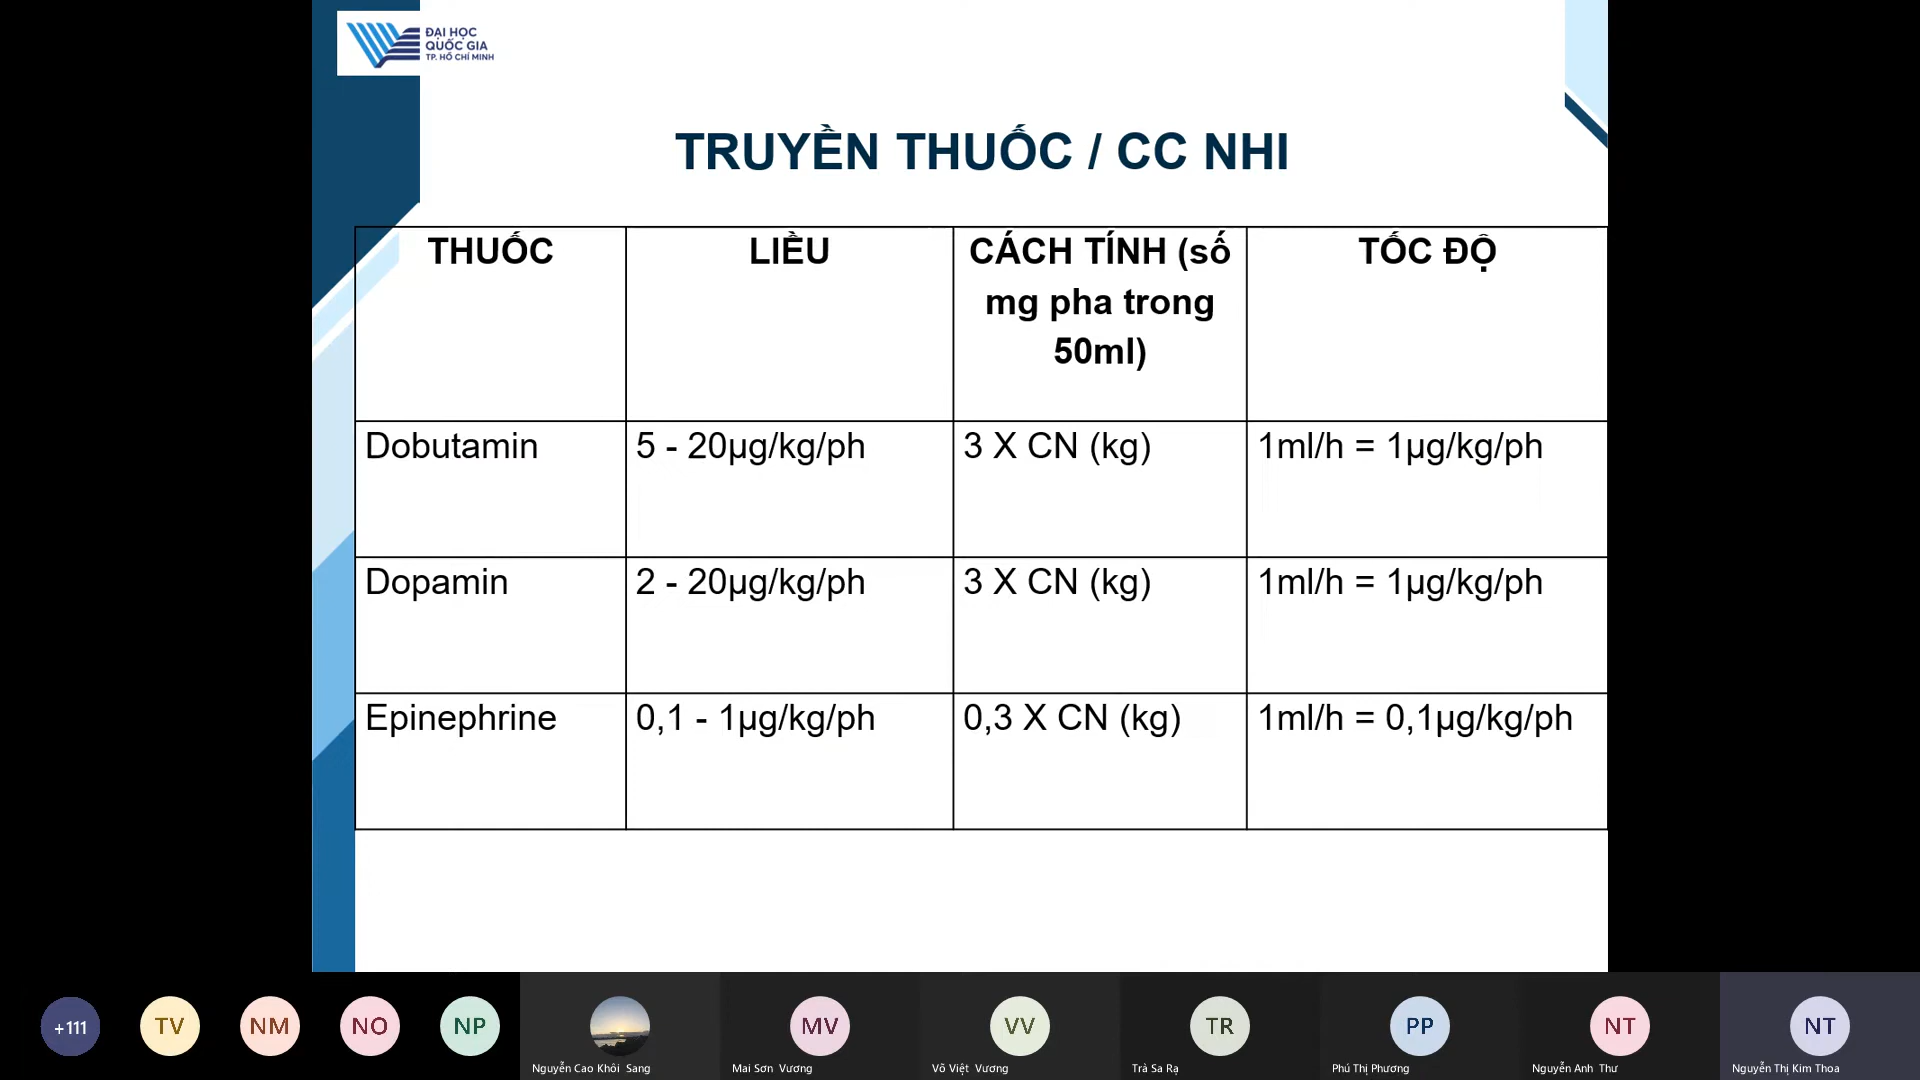 ĐẠI HỌC
QUỐC GIA
TP. HỒ CHÍ MINH
TRUYỀN THUỐC / CC NHI
THUỐC
LIỀU
CÁCH TÍNH (số
mg pha trong
50ml)
TỐC ĐỘ
Dobutamin
5 - 20µg/kg/ph
3 X CN (kg)
1ml/h = 1µg/kg/ph
Dopamin
2 - 20µg/kg/ph
3 X CN (kg)
1ml/h = 1µg/kg/ph
Epinephrine
0,1 - 1µg/kg/ph
0,3 X CN (kg)
1ml/h = 0,1µg/kg/ph
+111
TV
NM
NO
NP
MV
VV
TR
PP
NT
NT
Nguyễn Cao Khôi Sang
Mai Sơn Vương
Võ Việt Vương
Trà Sa Rạ
Phú Thị Phương
Nguyễn Anh Thư
Nguyễn Thị Kim Thoa